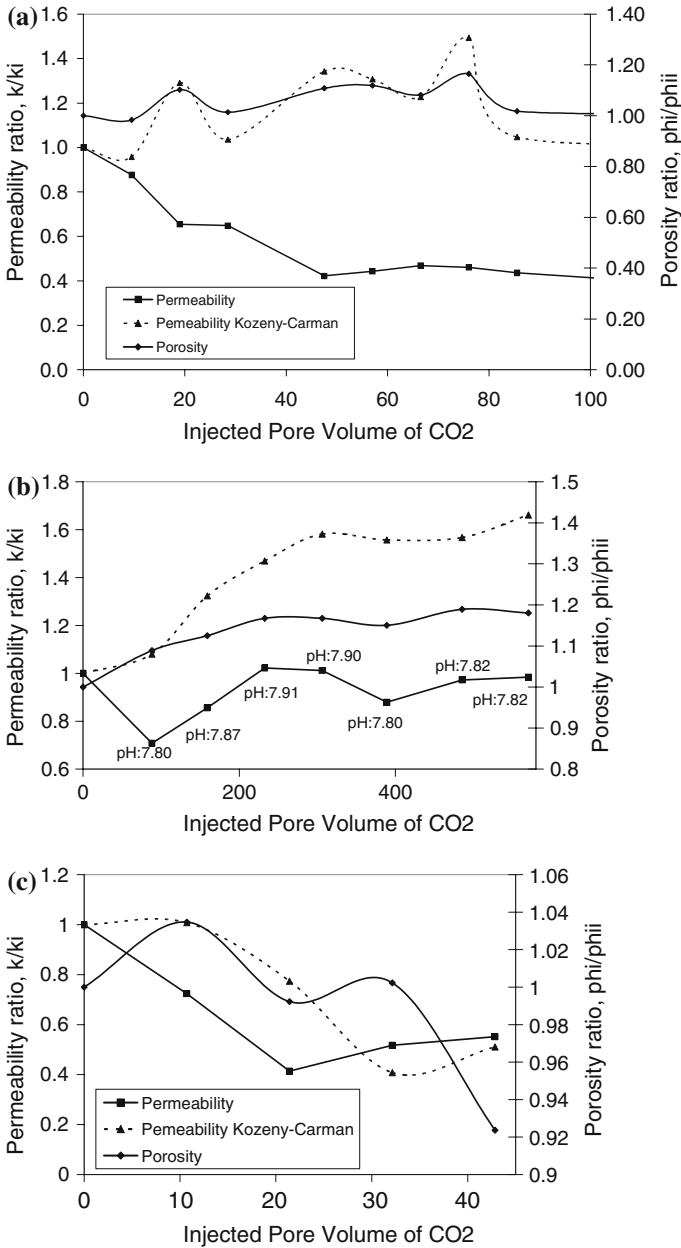 (a)
1.6
1.4
1.2
1.0
0.8
0.6
0.4
0.2
0.0
Permeability ratio, k/ki
1.40
1.20
1.00
0.80
0.60
0.40
0.20
0.00
Porosity ratio, phi/phii
Permeability
Pemeability Kozeny-Carman
Porosity
0 20 40 60 80 100
Injected Pore Volume of CO2
(b)
1.8
1.6
1.4
1.2
1
0.8
0.6
Permeability ratio, k/ki
1.5
1.4
1.3
1.2
1.1
1
0.9
0.8
Porosity ratio, phi/phii
pH:7.80
pH:7.87
pH:7.91
pH:7.90
pH:7.80
pH:7.82
pH:7.82
0 200 400
Injected Pore Volume of CO2
(c)
1.2
1
0.8
0.6
0.4
0.2
0
Permeability ratio, k/ki
1.06
1.04
1.02
1.00
0.98
0.96
0.94
0.92
0.9
Porosity ratio, phi/phii
Permeability
Pemeability Kozeny-Carman
Porosity
0 10 20 30 40
Injected Pore Volume of CO2